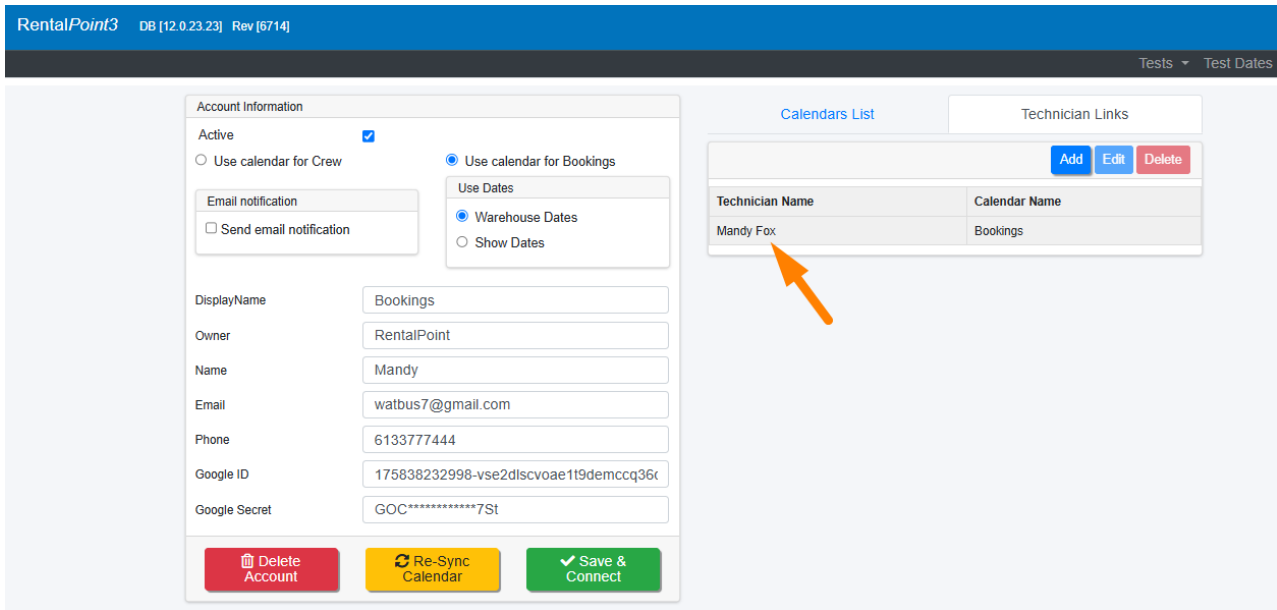 RentalPoint3 DB [12.0.23.23] Rev [6714]
Tests Test Dates
Account Information
Active
Use calendar for Crew
Use calendar for Bookings
Email notification
Send email notification
Use Dates
Warehouse Dates
Show Dates
DisplayName Bookings
Owner RentalPoint
Name Mandy
Email watbus7@gmail.com
Phone 6133777444
Google ID 175838232998-vse2dlscvoae1t9demccq36
Google Secret GOC************7St
Delete
Account
Re-Sync
Calendar
Save &
Connect
Calendars List Technician Links
Add Edit Delete
Technician Name Calendar Name
Mandy Fox Bookings